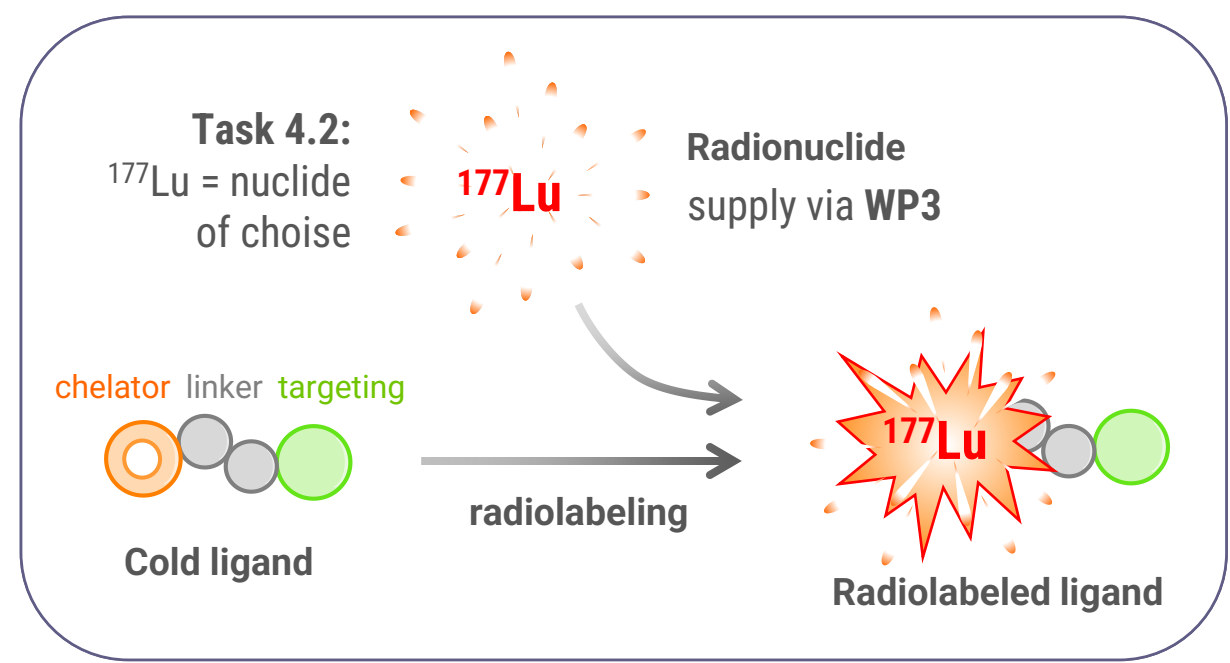 Task 4.2:
¹⁷⁷Lu = nuclide
of choise
¹⁷⁷Lu
Radionuclide
supply via WP3
chelator linker targeting
radiolabeling
Cold ligand
¹⁷⁷Lu
Radiolabeled ligand